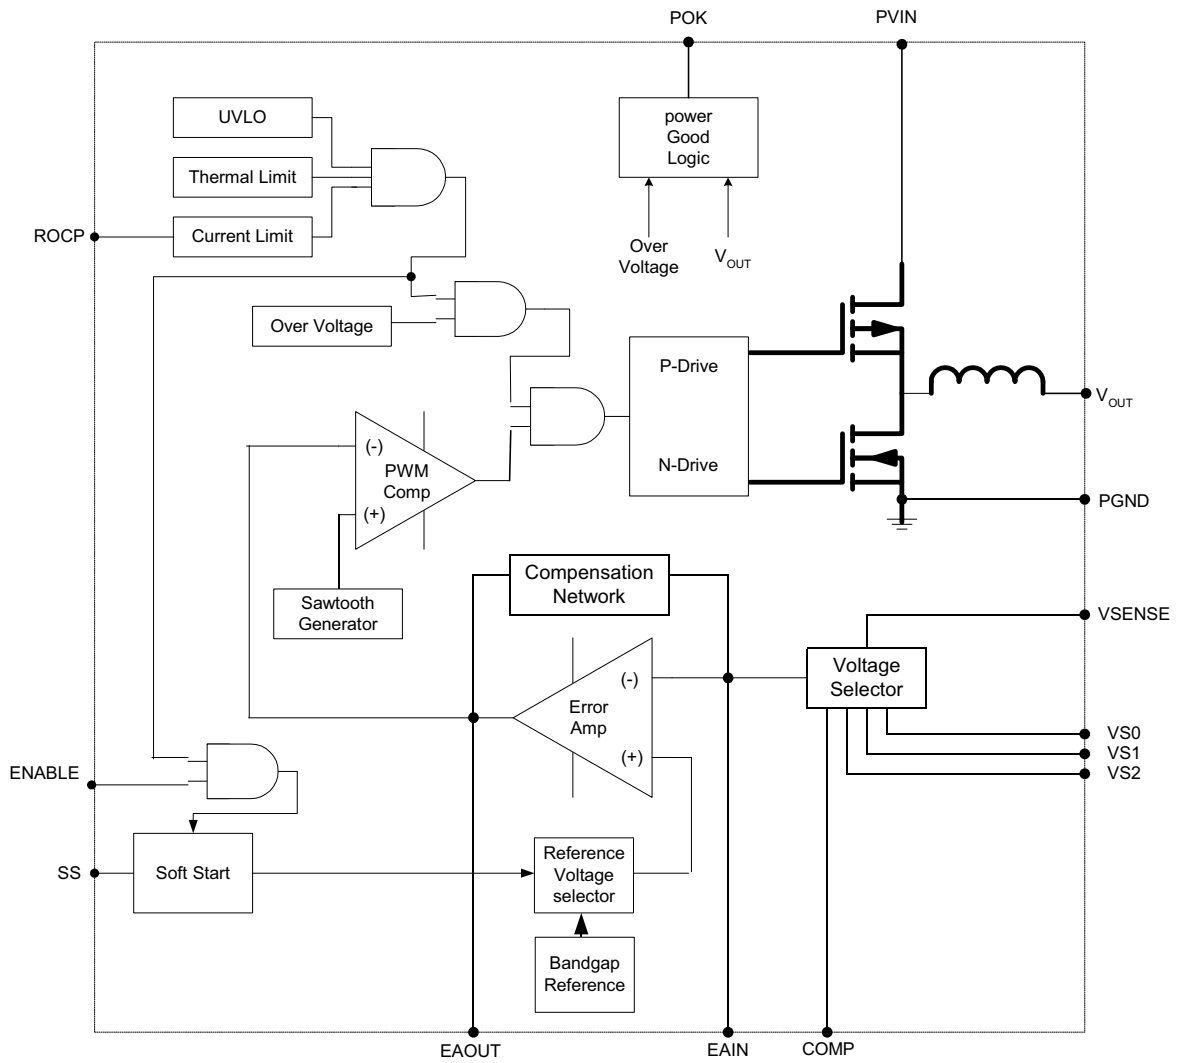 POK
PVIN
UVLO
power
Good
Logic
Thermal Limit
ROCP
Current Limit
Over
Voltage
VOUT
Over Voltage
P-Drive
VOUT
(-)
PWM
Comp
(+)
N-Drive
PGND
Compensation
Network
Sawtooth
Generator
VSENSE
Voltage
Selector
(-)
Error
Amp
(+)
VS0
VS1
VS2
ENABLE
SS
Soft Start
Reference
Voltage
selector
Bandgap
Reference
EAOUT
EAIN
COMP